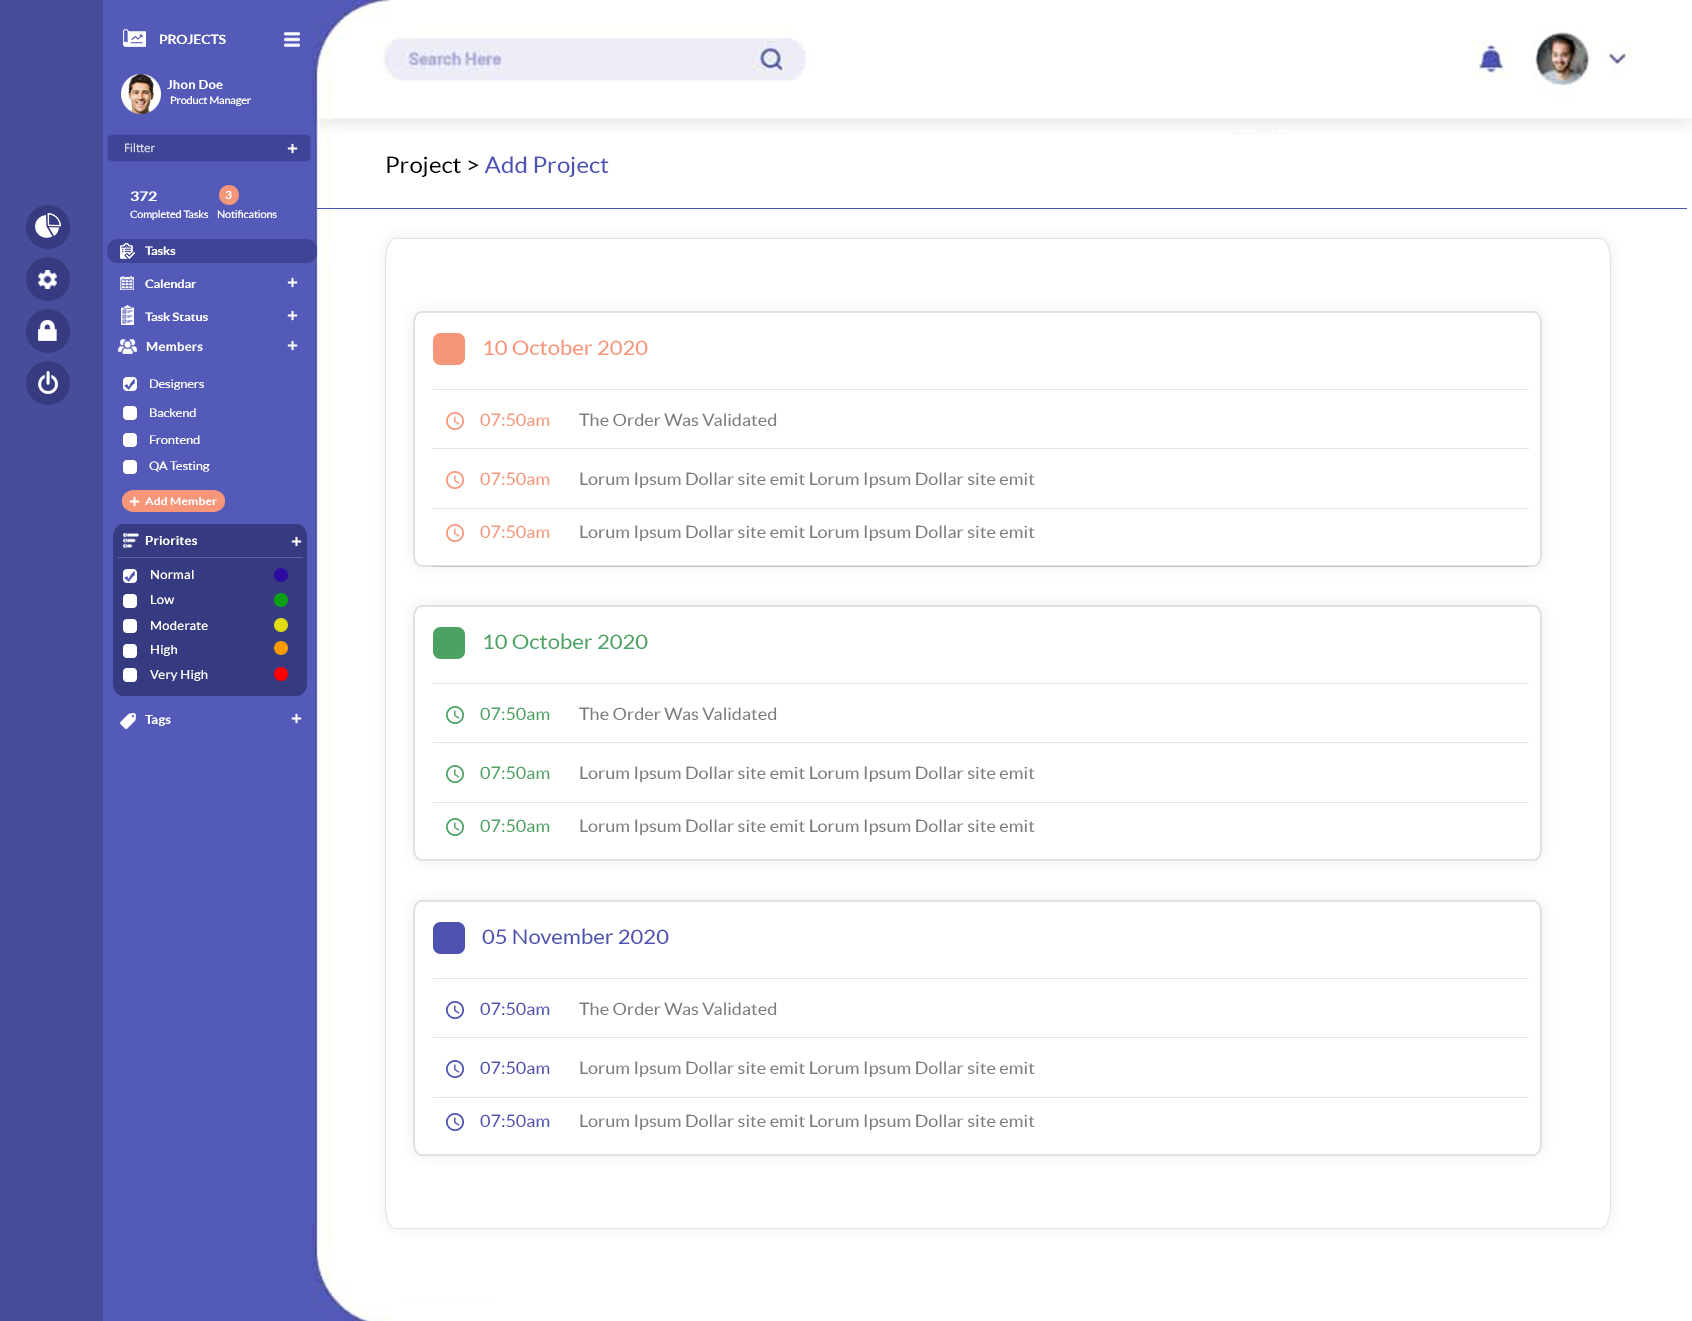 PROJECTS
Jhon Doe
Product Manager
Filtter
372
3
Completed Tasks
Notifications
Tasks
Calendar
Task Status
Members
Designers
Backend
Frontend
QA Testing
+ Add Member
Priorites
Normal
Low
Moderate
High
Very High
Tags
Search Here
Project > Add Project
10 October 2020
07:50am The Order Was Validated
07:50am Lorum Ipsum Dollar site emit Lorum Ipsum Dollar site emit
07:50am Lorum Ipsum Dollar site emit Lorum Ipsum Dollar site emit
10 October 2020
07:50am The Order Was Validated
07:50am Lorum Ipsum Dollar site emit Lorum Ipsum Dollar site emit
07:50am Lorum Ipsum Dollar site emit Lorum Ipsum Dollar site emit
05 November 2020
07:50am The Order Was Validated
07:50am Lorum Ipsum Dollar site emit Lorum Ipsum Dollar site emit
07:50am Lorum Ipsum Dollar site emit Lorum Ipsum Dollar site emit